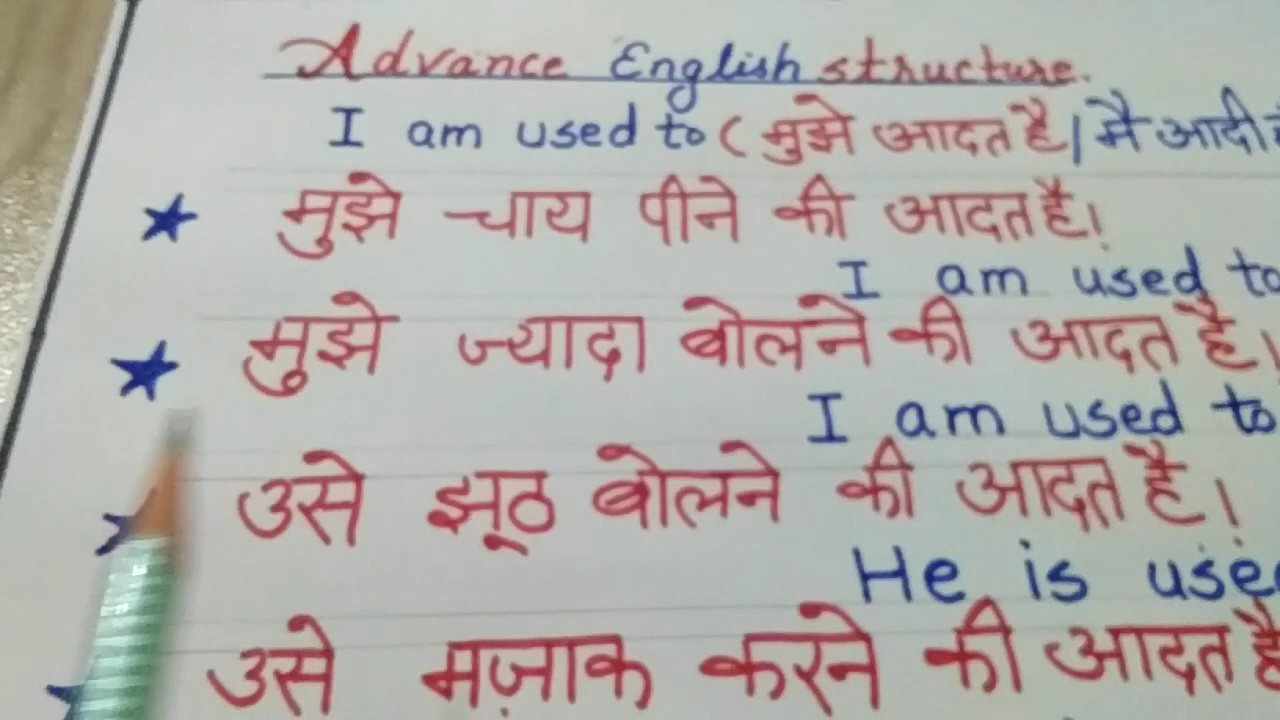 Advance English structure.
I am used to (मुझे आदत है/मै आदी
मुझे चाय पीने की आदत है।
I am used to
मुझे ज्यादा बोलने की आदत है।
I am used to
उसे झूठ बोलने की आदत है।
He is
उसे मज़ाक करने की आदत है